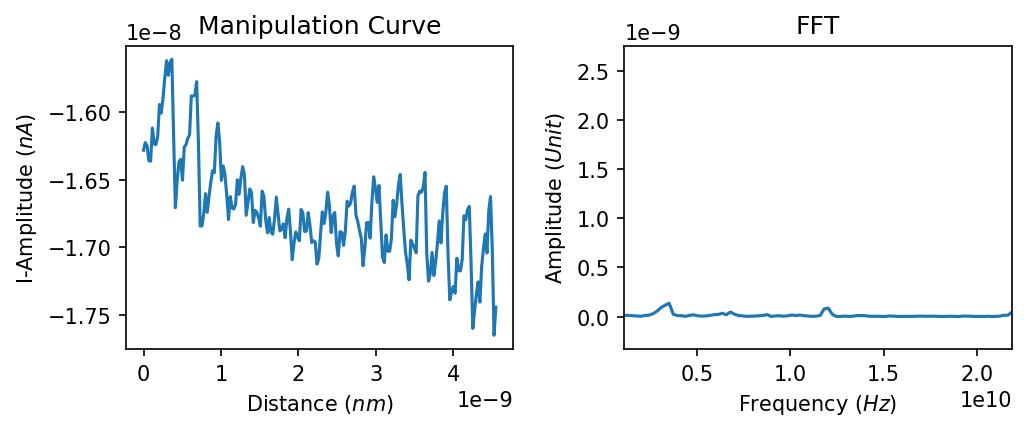 Manipulation Curve
1e−8
I-Amplitude (nA)
−1.60
−1.65
−1.70
−1.75
0 1 2 3 4
1e−9
Distance (nm)
FFT
1e−9
Amplitude (Unit)
2.5
2.0
1.5
1.0
0.5
0.0
0.5 1.0 1.5 2.0
1e10
Frequency (Hz)